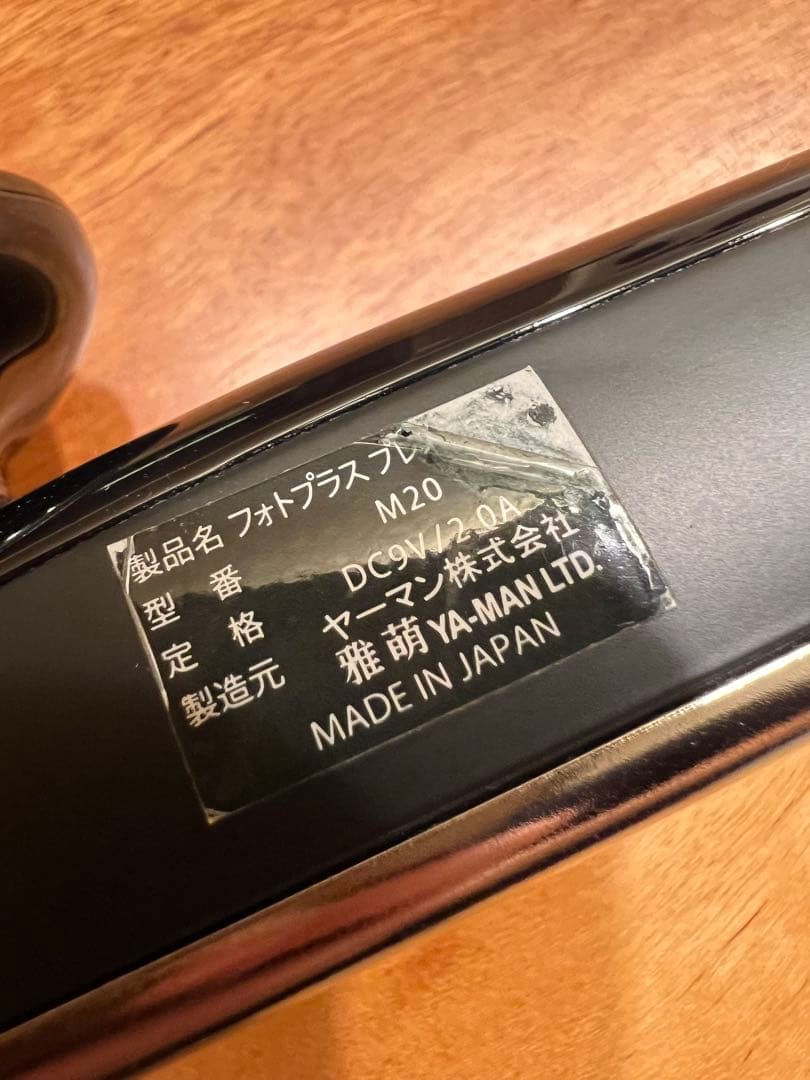 製品名 フォトプラス プレ
型番 M20
定格 DC9V/2.0A
製造元 ヤーマン株式会社
雅萌 YA-MAN LTD.
MADE IN JAPAN